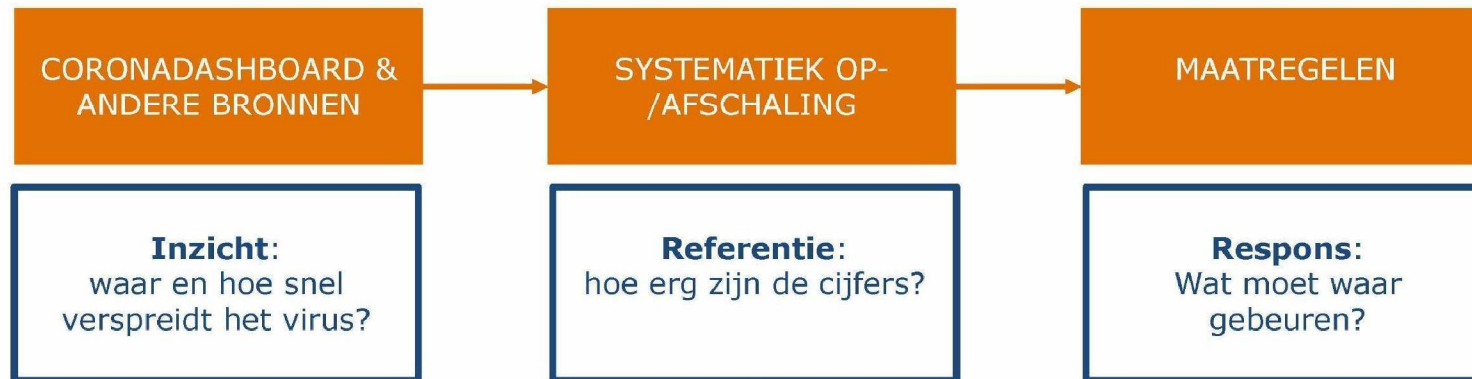 CORONADASHBOARD &
ANDERE BRONNEN
SYSTEMATIEK OP-
/AFSCHALING
MAATREGELEN
Inzicht:
waar en hoe snel
verspreidt het virus?
Referentie:
hoe erg zijn de cijfers?
Respons:
Wat moet waar
gebeuren?